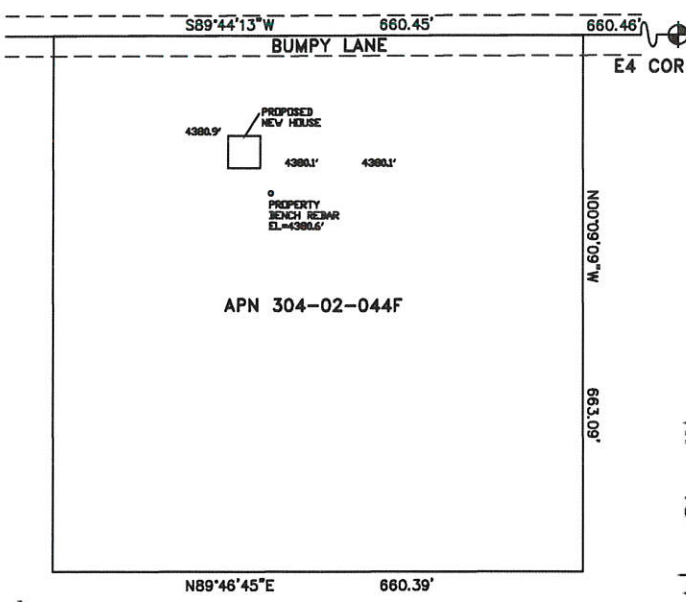 S89°44'13"W 660.45' 660.46'
BUMPY LANE
E4 COR
PROPOSED
NEW HOUSE
4380.9'
4380.1' 4380.1'
PROPERTY
BENCH REBAR
EL=4380.6'
N00°09'09"W
APN 304-02-044F
663.09'
N89°46'45"E 660.39'